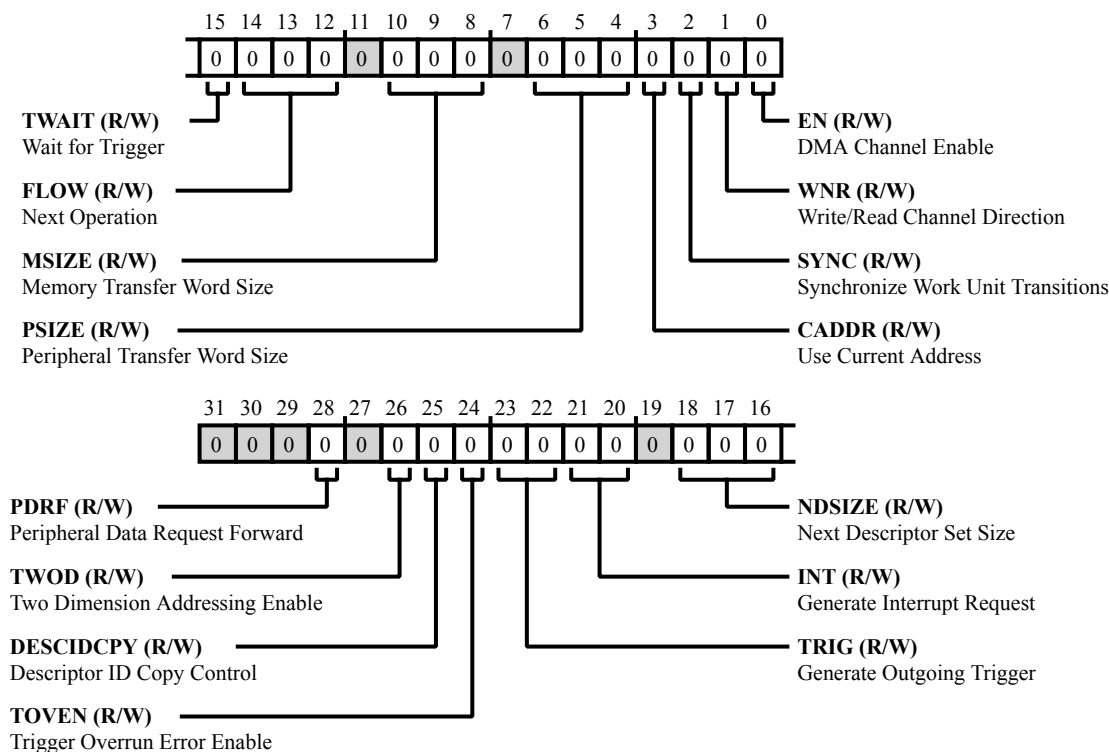 15 14 13 12 11 10 9 8 7 6 5 4 3 2 1 0
0 0 0 0 0 0 0 0 0 0 0 0 0 0 0 0
TWAIT (R/W)
Wait for Trigger
FLOW (R/W)
Next Operation
MSIZE (R/W)
Memory Transfer Word Size
PSIZE (R/W)
Peripheral Transfer Word Size
EN (R/W)
DMA Channel Enable
WNR (R/W)
Write/Read Channel Direction
SYNC (R/W)
Synchronize Work Unit Transitions
CADDR (R/W)
Use Current Address
31 30 29 28 27 26 25 24 23 22 21 20 19 18 17 16
0 0 0 0 0 0 0 0 0 0 0 0 0 0 0 0
PDRF (R/W)
Peripheral Data Request Forward
TWOD (R/W)
Two Dimension Addressing Enable
DESCIDCPY (R/W)
Descriptor ID Copy Control
TOVEN (R/W)
Trigger Overrun Error Enable
NDSIZE (R/W)
Next Descriptor Set Size
INT (R/W)
Generate Interrupt Request
TRIG (R/W)
Generate Outgoing Trigger